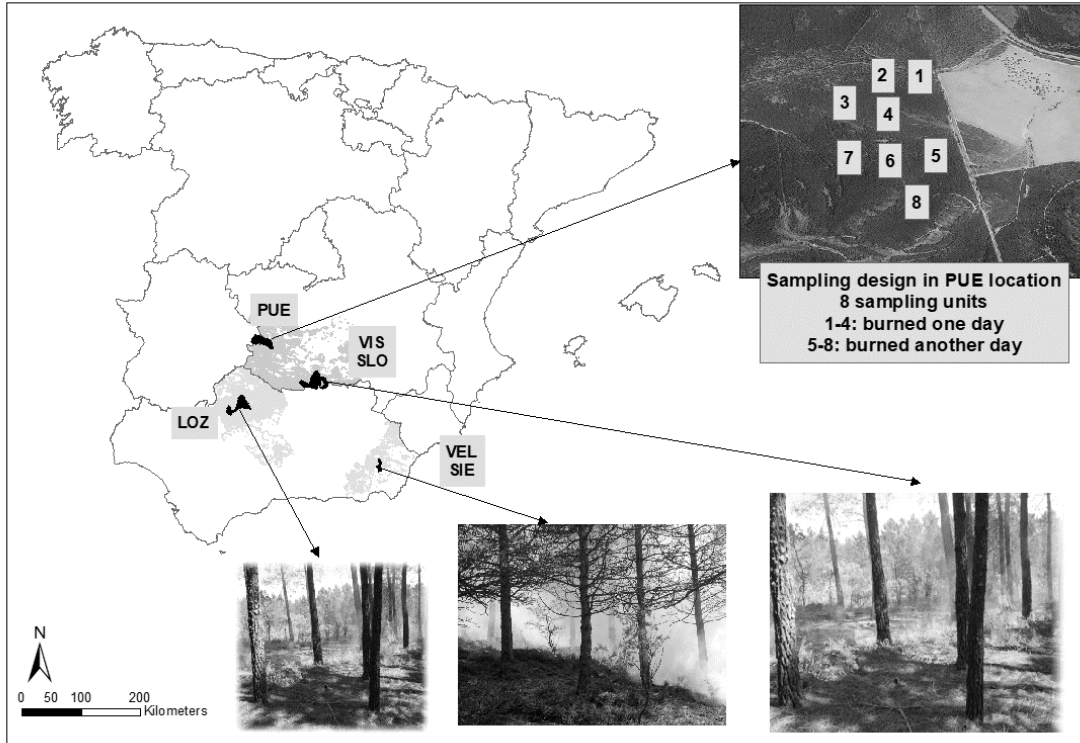 2 1
3
4
7 6 5
8
Sampling design in PUE location
8 sampling units
1-4: burned one day
5-8: burned another day
PUE
VIS
SLO
LOZ
VEL
SIE
N
0 50 100 200
Kilometers